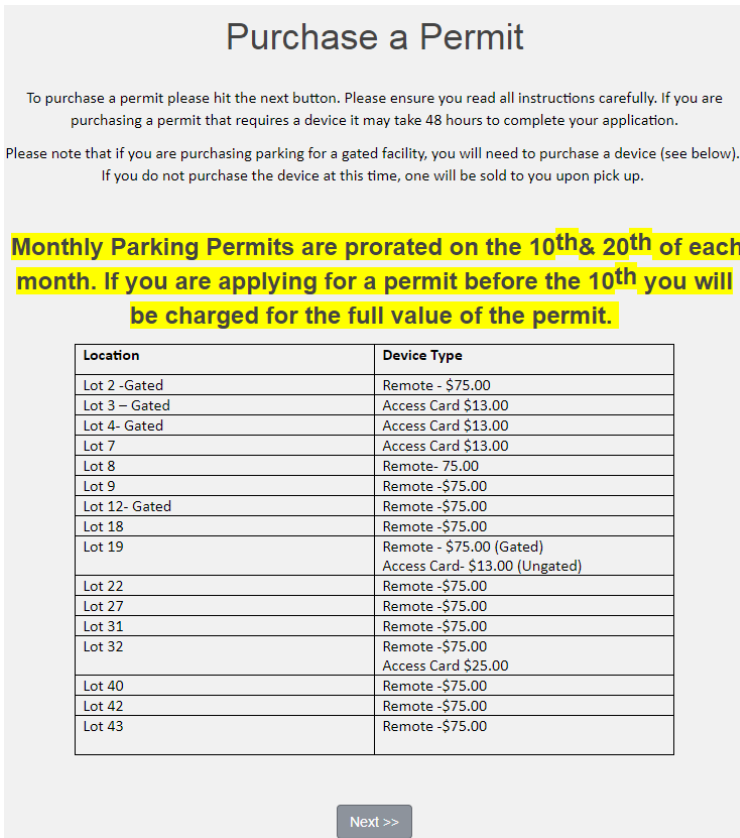 Purchase a Permit
To purchase a permit please hit the next button. Please ensure you read all instructions carefully. If you are
purchasing a permit that requires a device it may take 48 hours to complete your application.
Please note that if you are purchasing parking for a gated facility, you will need to purchase a device (see below).
If you do not purchase the device at this time, one will be sold to you upon pick up.
Monthly Parking Permits are prorated on the 10th& 20th of each
month. If you are applying for a permit before the 10th you will
be charged for the full value of the permit.
Location Device Type
Lot 2 -Gated Remote - $75.00
Lot 3 – Gated Access Card $13.00
Lot 4- Gated Access Card $13.00
Lot 7 Access Card $13.00
Lot 8 Remote- 75.00
Lot 9 Remote -$75.00
Lot 12- Gated Remote -$75.00
Lot 18 Remote -$75.00
Lot 19 Remote - $75.00 (Gated)
Access Card- $13.00 (Ungated)
Lot 22 Remote -$75.00
Lot 27 Remote -$75.00
Lot 31 Remote -$75.00
Lot 32 Remote -$75.00
Access Card $25.00
Lot 40 Remote -$75.00
Lot 42 Remote -$75.00
Lot 43 Remote -$75.00
Next >>